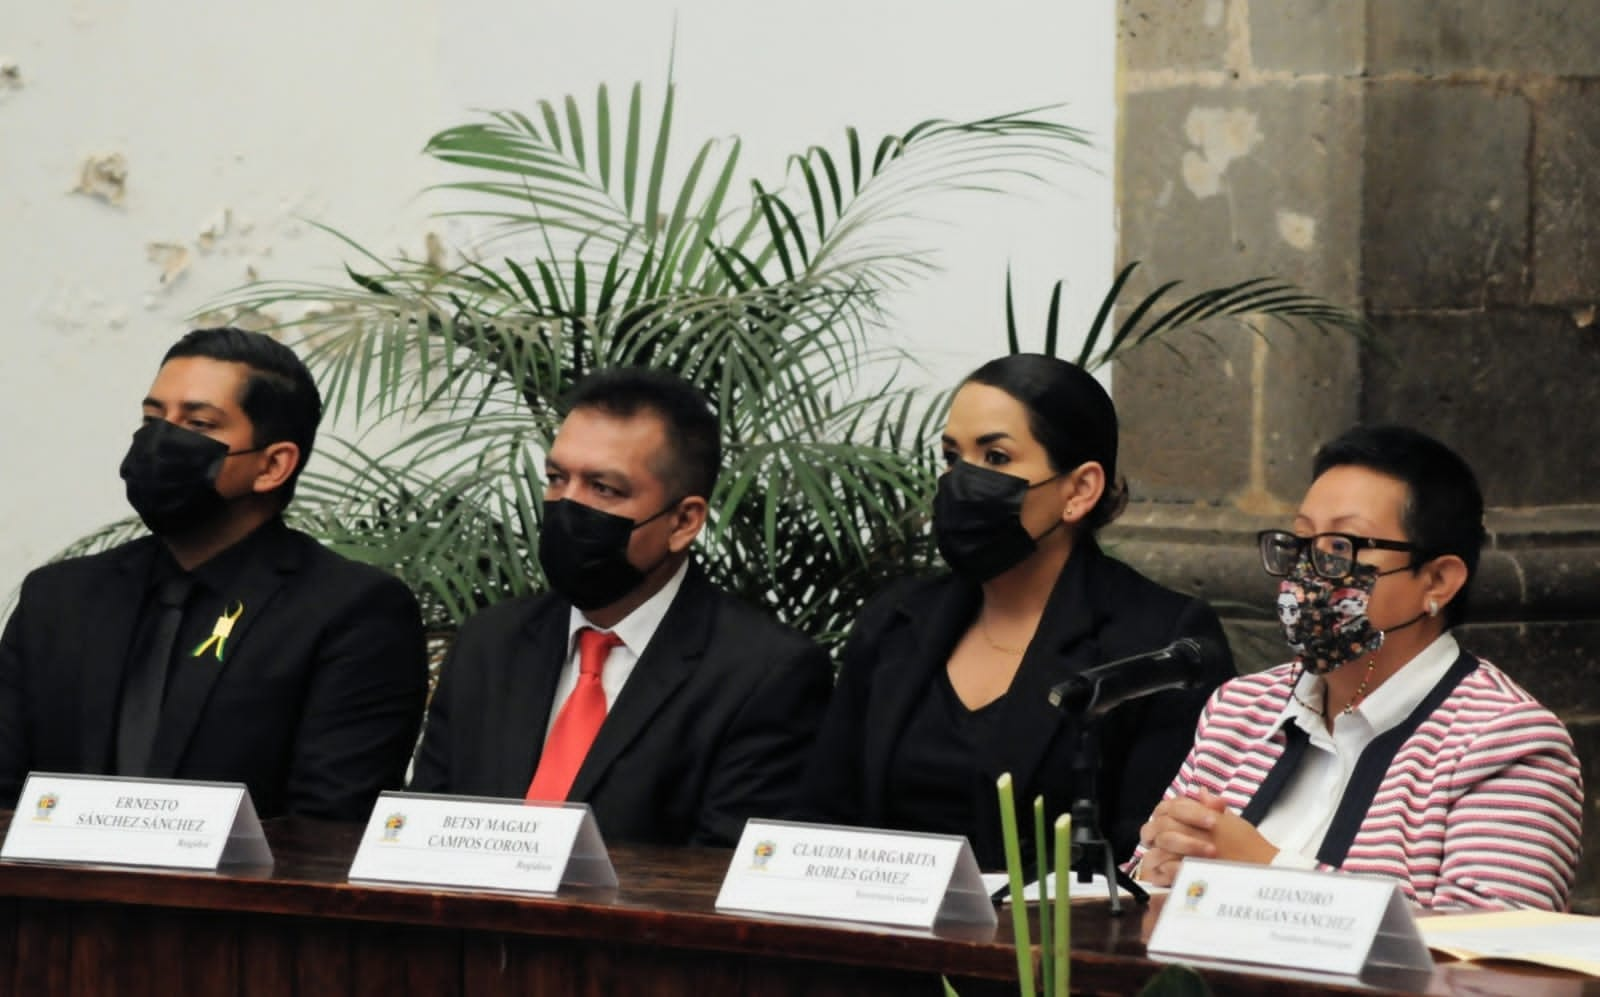 ERNESTO
SÁNCHEZ SÁNCHEZ
Regidor
BETSY MAGALY
CAMPOS CORONA
Regidora
CLAUDIA MARGARITA
ROBLES GÓMEZ
Secretaria General
ALEJANDRO
BARRAGÁN SÁNCHEZ
Presidente Municipal